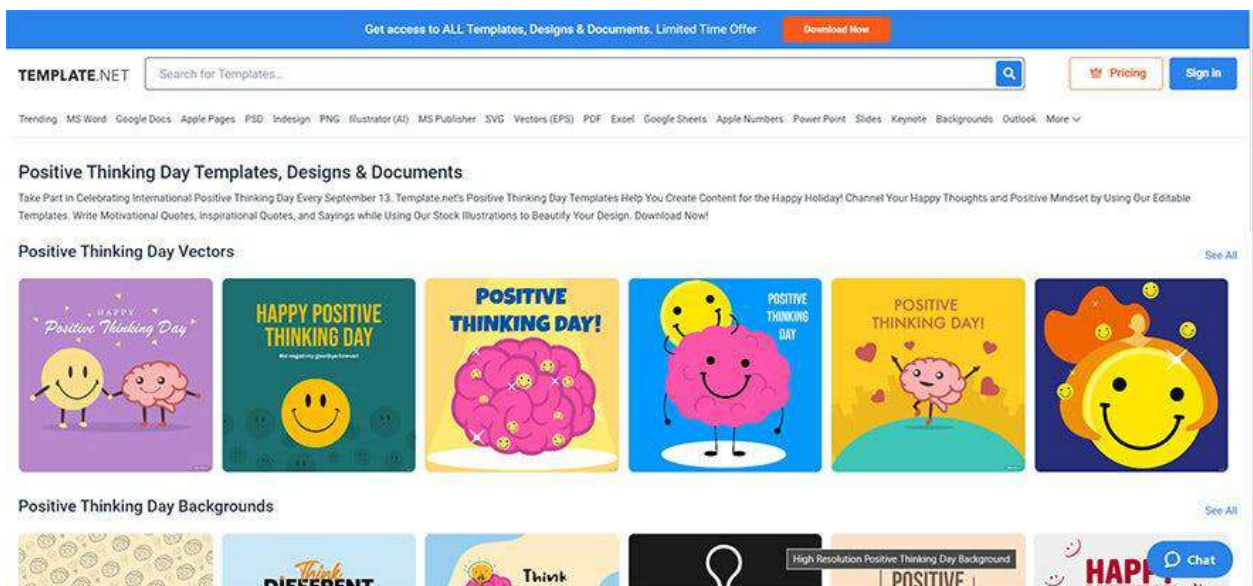 Get access to ALL Templates, Designs & Documents. Limited Time Offer
Download Now
TEMPLATE.NET
Search for Templates...
Pricing
Sign in
Trending MS Word Google Docs Apple Pages PSD Indesign PNG Illustrator (AI) MS Publisher SVG Vectors (EPS) PDF Excel Google Sheets Apple Numbers Power Point Slides Keynote Backgrounds Outlook More
Positive Thinking Day Templates, Designs & Documents
Take Part in Celebrating International Positive Thinking Day Every September 13. Template.net's Positive Thinking Day Templates Help You Create Content for the Happy Holiday! Channel Your Happy Thoughts and Positive Mindset by Using Our Editable
Templates. Write Motivational Quotes, Inspirational Quotes, and Sayings while Using Our Stock Illustrations to Beautify Your Design. Download Now!
Positive Thinking Day Vectors
See All
HAPPY
Positive Thinking Day
HAPPY POSITIVE
THINKING DAY
Bid negativity goodbye forever!
POSITIVE
THINKING DAY!
POSITIVE
THINKING
DAY
POSITIVE
THINKING DAY!
Positive Thinking Day Backgrounds
See All
Think
DIFFERENT
Think
High Resolution Positive Thinking Day Background
POSITIVE
HAPPY
Chat